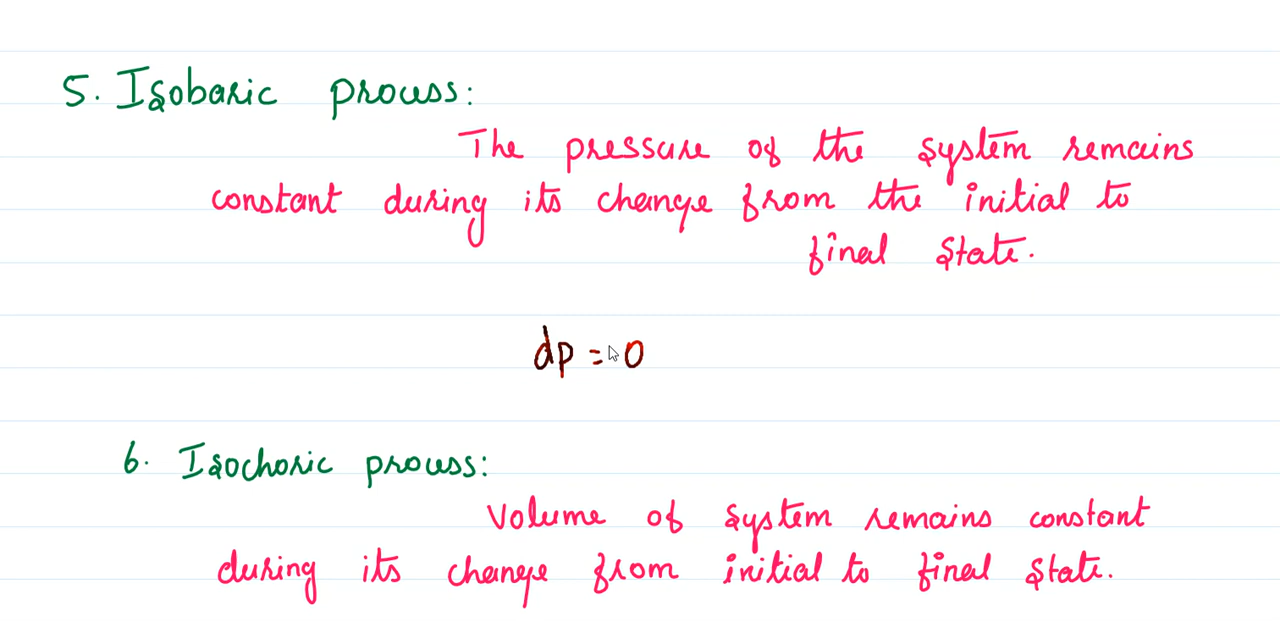 5. Isobaric process:
The pressure of the system remains
constant during its change from the initial to
final state.
dp = 0
6. Isochoric process:
Volume of system remains constant
during its change from initial to final state.